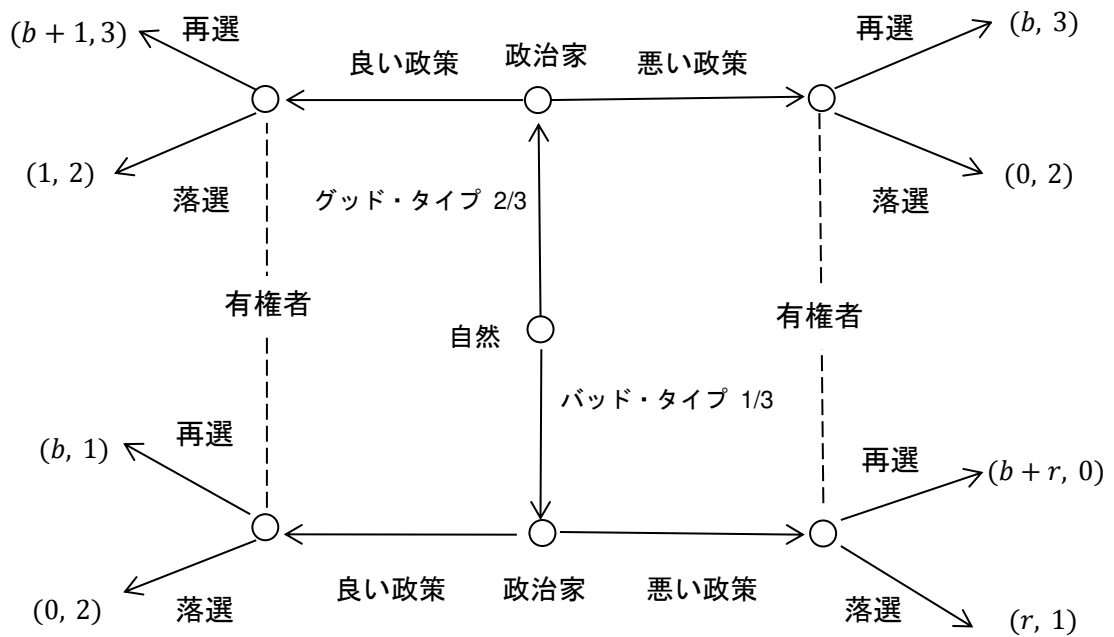 (b + 1, 3) 再選 良い政策 政治家 悪い政策 再選 (b, 3)
(1, 2) 落選 落選 (0, 2)
グッド・タイプ 2/3
有権者 有権者
自然
バッド・タイプ 1/3
(b, 1) 再選 再選 (b + r, 0)
(0, 2) 落選 良い政策 政治家 悪い政策 落選 (r, 1)